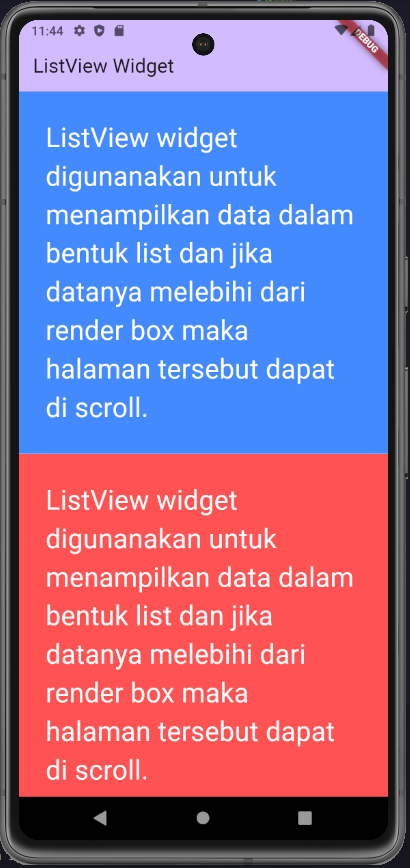 11:44
DEBUG
ListView Widget
ListView widget
digunanakan untuk
menampilkan data dalam
bentuk list dan jika
datanya melebihi dari
render box maka
halaman tersebut dapat
di scroll.
ListView widget
digunanakan untuk
menampilkan data dalam
bentuk list dan jika
datanya melebihi dari
render box maka
halaman tersebut dapat
di scroll.